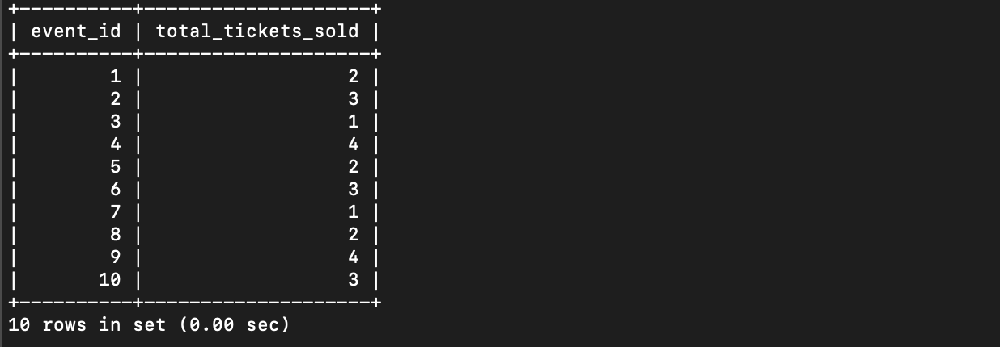 +----------+--------------------+
| event_id | total_tickets_sold |
+----------+--------------------+
|        1 |                  2 |
|        2 |                  3 |
|        3 |                  1 |
|        4 |                  4 |
|        5 |                  2 |
|        6 |                  3 |
|        7 |                  1 |
|        8 |                  2 |
|        9 |                  4 |
|       10 |                  3 |
+----------+--------------------+
10 rows in set (0.00 sec)